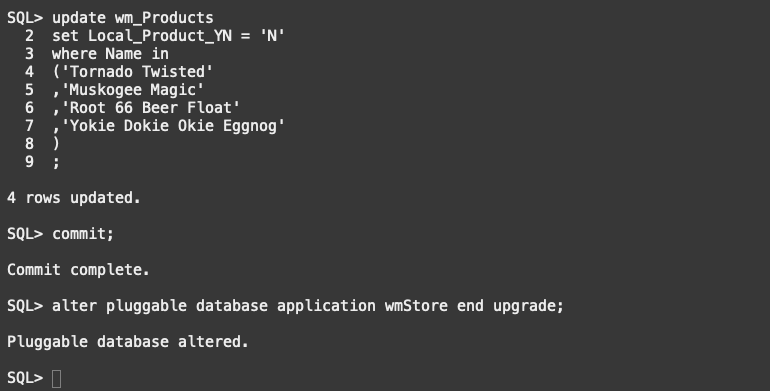 SQL> update wm_Products
  2  set Local_Product_YN = 'N'
  3  where Name in
  4  ('Tornado Twisted'
  5  ,'Muskogee Magic'
  6  ,'Root 66 Beer Float'
  7  ,'Yokie Dokie Okie Eggnog'
  8  )
  9  ;
4 rows updated.
SQL> commit;
Commit complete.
SQL> alter pluggable database application wmStore end upgrade;
Pluggable database altered.
SQL>